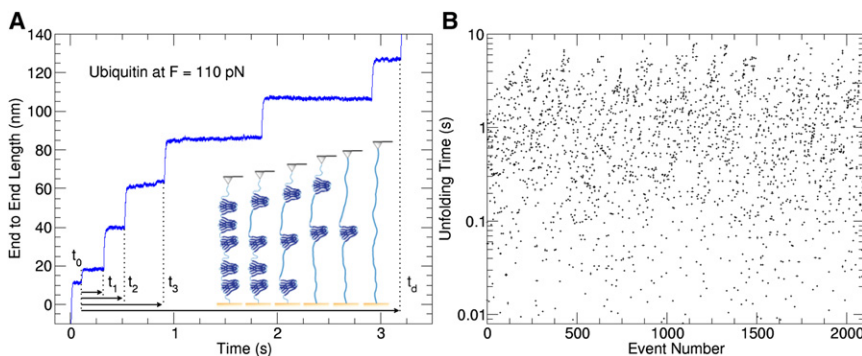 A
B
Ubiquitin at F = 110 pN
End to End Length (nm)
140
120
100
80
60
40
20
0
t0
t1
t2
t3
td
0
1
2
3
Time (s)
Unfolding Time (s)
10
1
0.1
0.01
0
500
1000
1500
2000
Event Number